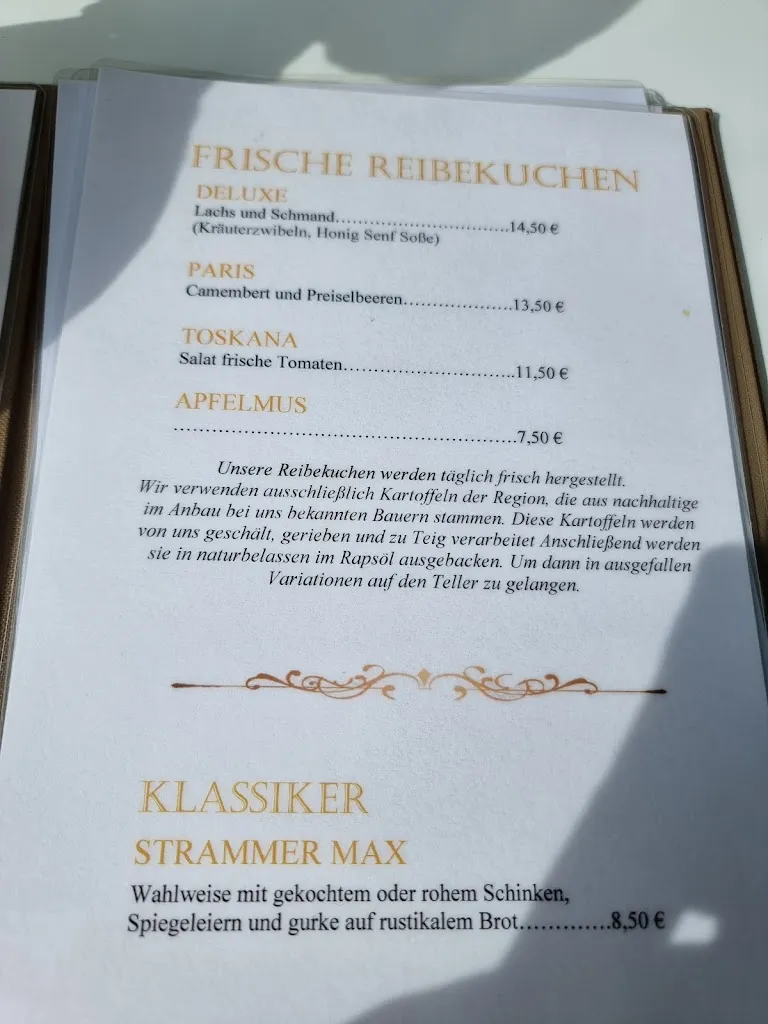 FRISCHE REIBEKUCHEN
DELUXE
Lachs und Schmand................................14,50 €
(Kräuterzwibeln, Honig Senf Soße)
PARIS
Camembert und Preiselbeeren....................13,50 €
TOSKANA
Salat frische Tomaten................................11,50 €
APFELMUS
................................................................7,50 €
Unsere Reibekuchen werden täglich frisch hergestellt.
Wir verwenden ausschließlich Kartoffeln der Region, die aus nachhaltige
im Anbau bei uns bekannten Bauern stammen. Diese Kartoffeln werden
von uns geschält, gerieben und zu Teig verarbeitet Anschließend werden
sie in naturbelassen im Rapsöl ausgebacken. Um dann in ausgefallen
Variationen auf den Teller zu gelangen.
KLASSIKER
STRAMMER MAX
Wahlweise mit gekochtem oder rohem Schinken,
Spiegeleiern und gurke auf rustikalem Brot.............8,50 €